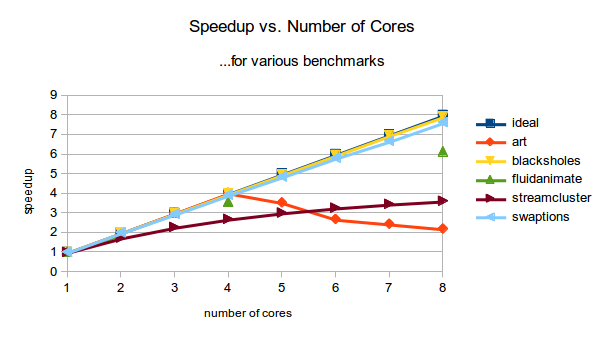 Speedup vs. Number of Cores
...for various benchmarks
9
8
7
6
5
4
3
2
1
0
speedup
1 2 3 4 5 6 7 8
number of cores
ideal
art
blacksholes
fluidanimate
streamcluster
swaptions